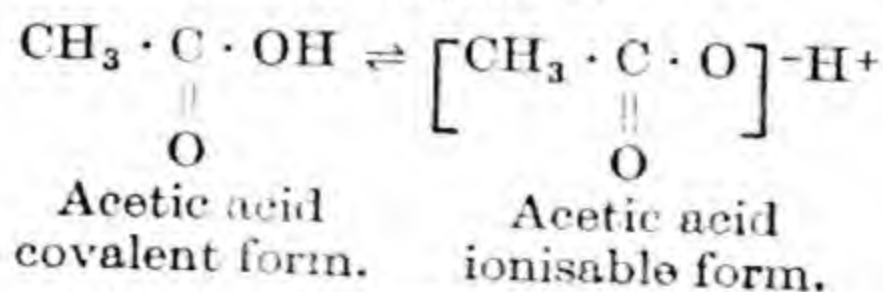 CH₃ · C · OH ⇌ [CH₃ · C · O]⁻H⁺
|| ||
O O
Acetic acid Acetic acid
covalent form. ionisable form.